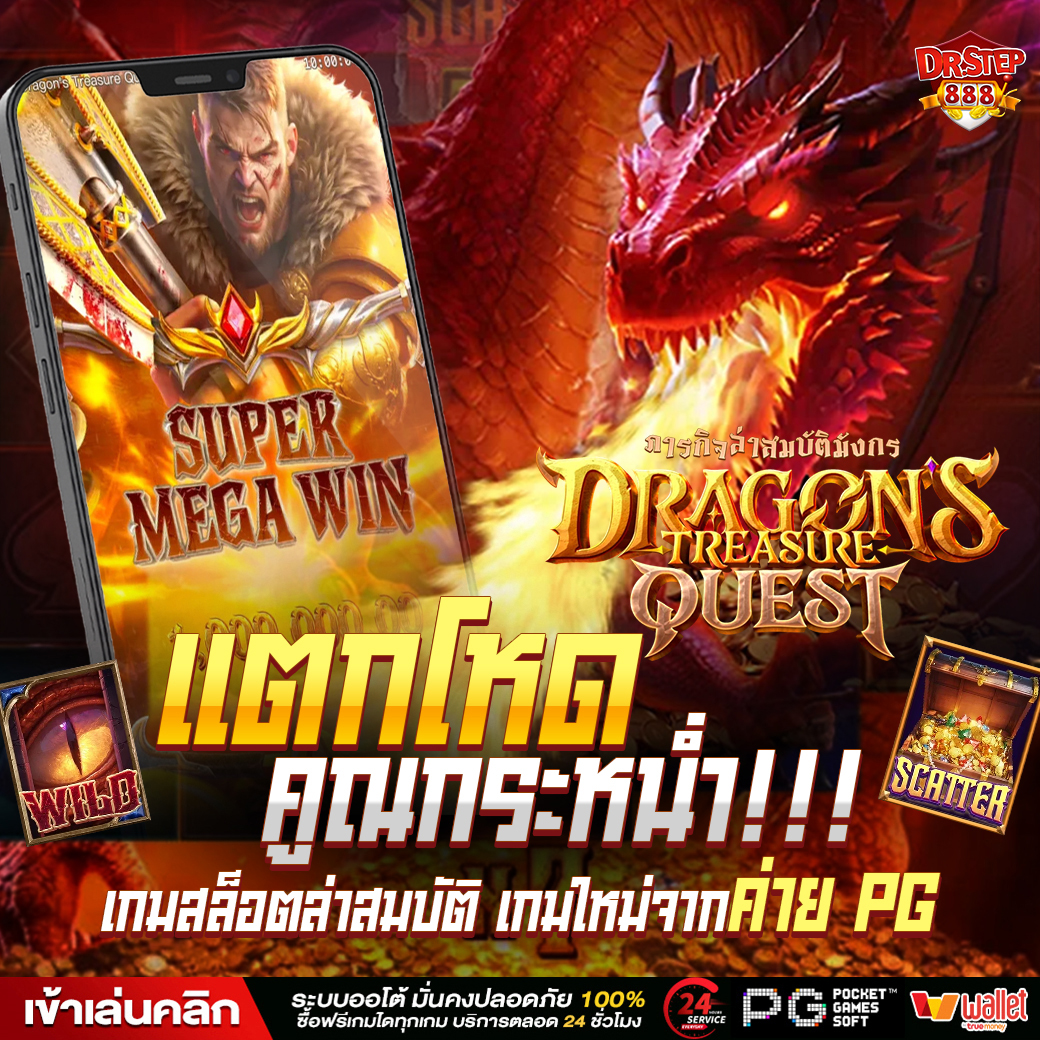 DR.STEP
888
10:00:0
ragon's Treasure Qu
SUPER
MEGA WIN
ภารกิจล่าสมบัติมังกร
DRAGON'S
TREASURE
QUEST
แตกโหด
คูณกระหน่ำ!!!
WILD
SCATTER
เกมสล็อตล่าสมบัติ เกมใหม่จากค่าย PG
เข้าเล่นคลิก
ระบบออโต้ มั่นคงปลอดภัย 100%
ซื้อฟรีเกมได้ทุกเกม บริการตลอด 24 ชั่วโมง
24 HOURS
SERVICE
EVERYDAY
PG
POCKET™
GAMES
SOFT
wallet
by truemoney